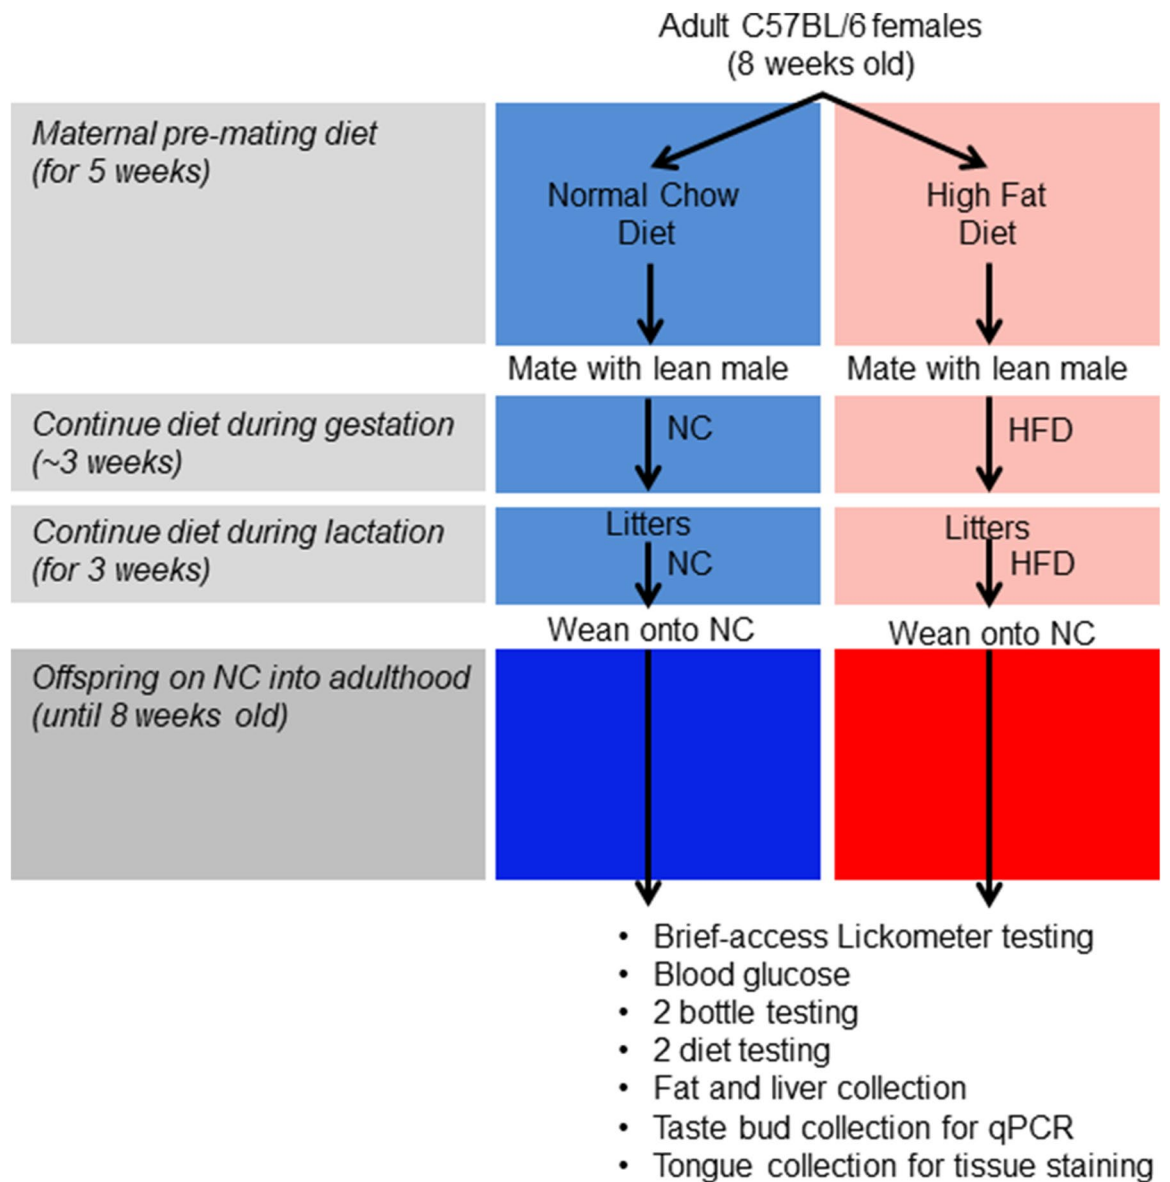 Adult C57BL/6 females
(8 weeks old)
Maternal pre-mating diet
(for 5 weeks)
Normal Chow
Diet
High Fat
Diet
Mate with lean male
Mate with lean male
Continue diet during gestation
(~3 weeks)
NC
HFD
Continue diet during lactation
(for 3 weeks)
Litters
NC
Litters
HFD
Wean onto NC
Wean onto NC
Offspring on NC into adulthood
(until 8 weeks old)
• Brief-access Lickometer testing
• Blood glucose
• 2 bottle testing
• 2 diet testing
• Fat and liver collection
• Taste bud collection for qPCR
• Tongue collection for tissue staining